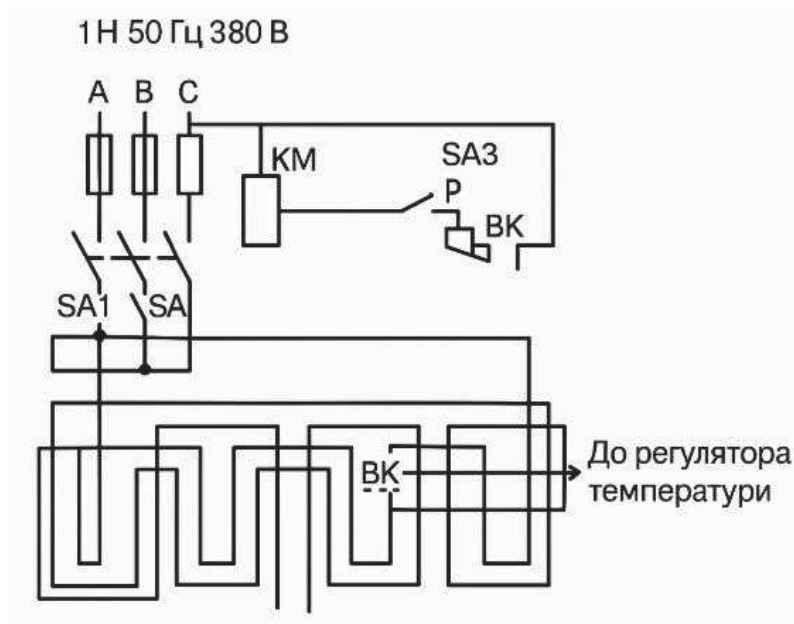 1Н 50 Гц 380 В
А В С
КМ
SA3
Р
ВК
SA1 SA
ВК
До регулятора
температури